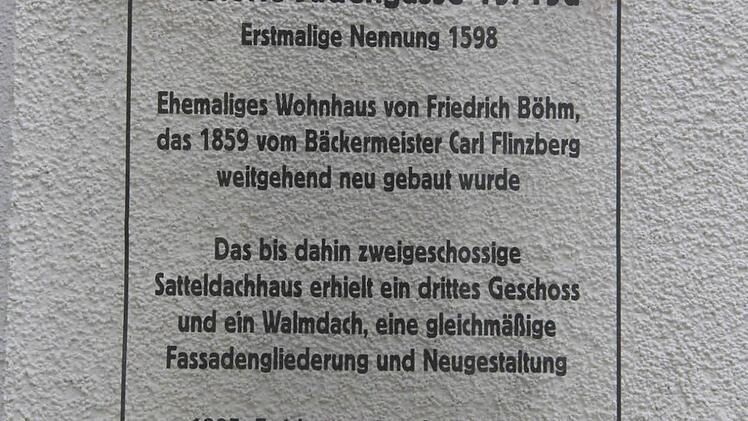 Erstmalige Nennung 1598
Ehemaliges Wohnhaus von Friedrich Böhm,
das 1859 vom Bäckermeister Carl Flinzberg
weitgehend neu gebaut wurde
Das bis dahin zweigeschossige
Satteldachhaus erhielt ein drittes Geschoss
und ein Walmdach, eine gleichmäßige
Fassadengliederung und Neugestaltung